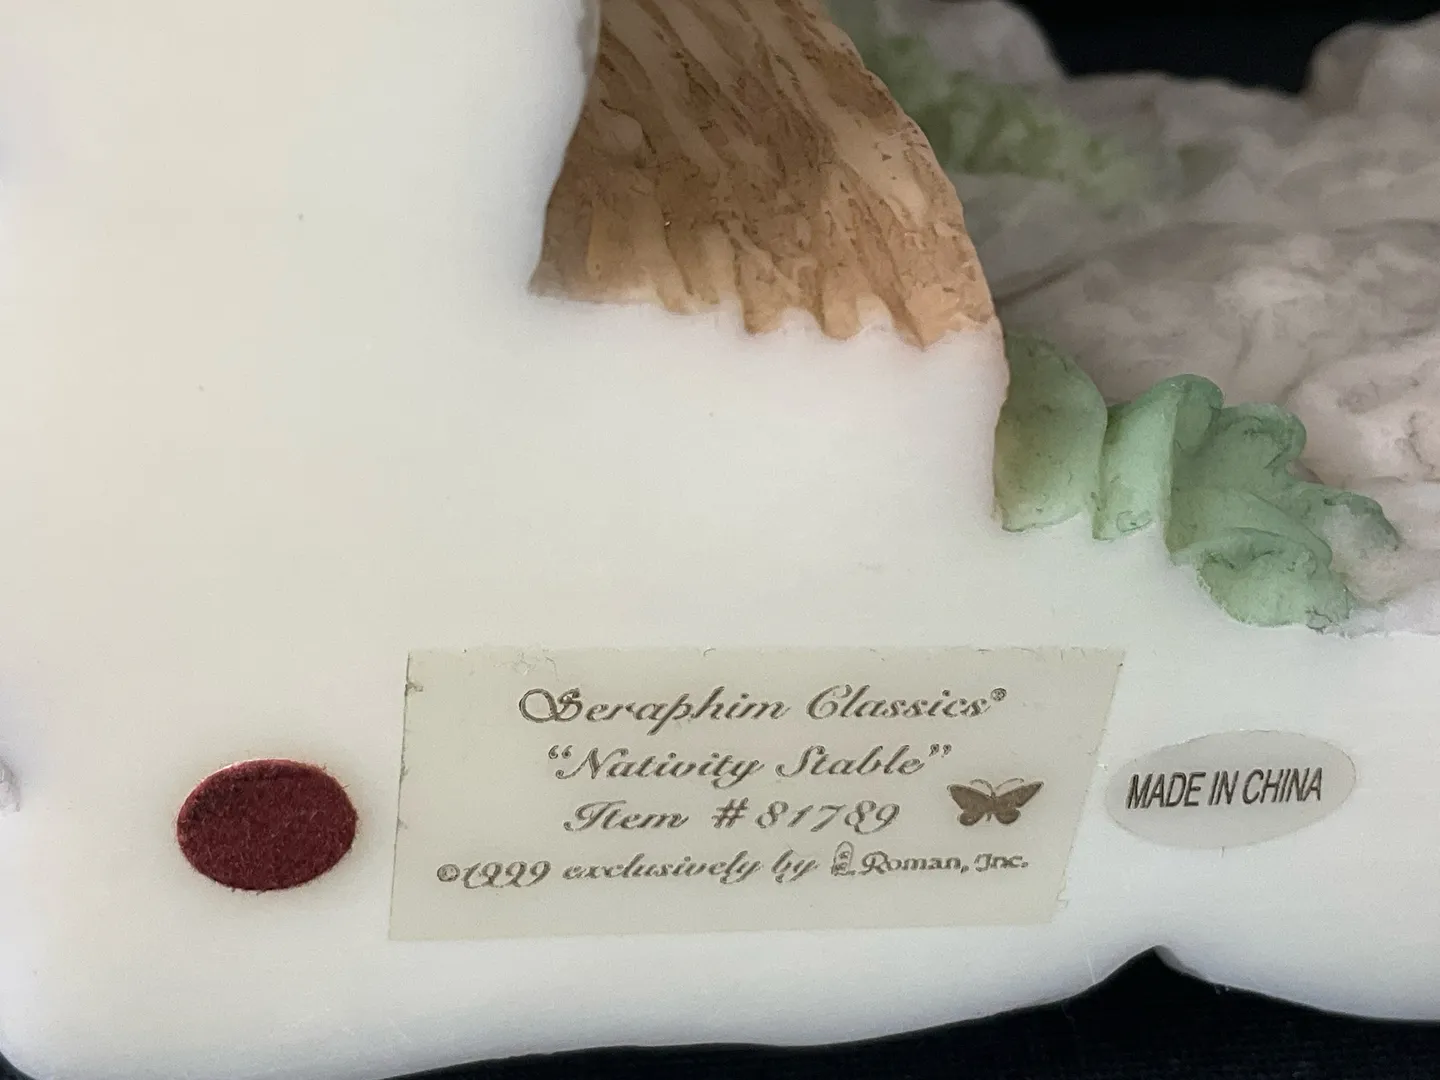 Seraphim Classics®
"Nativity Stable"
Item # 81789
©1999 exclusively by Roman, Inc.
MADE IN CHINA